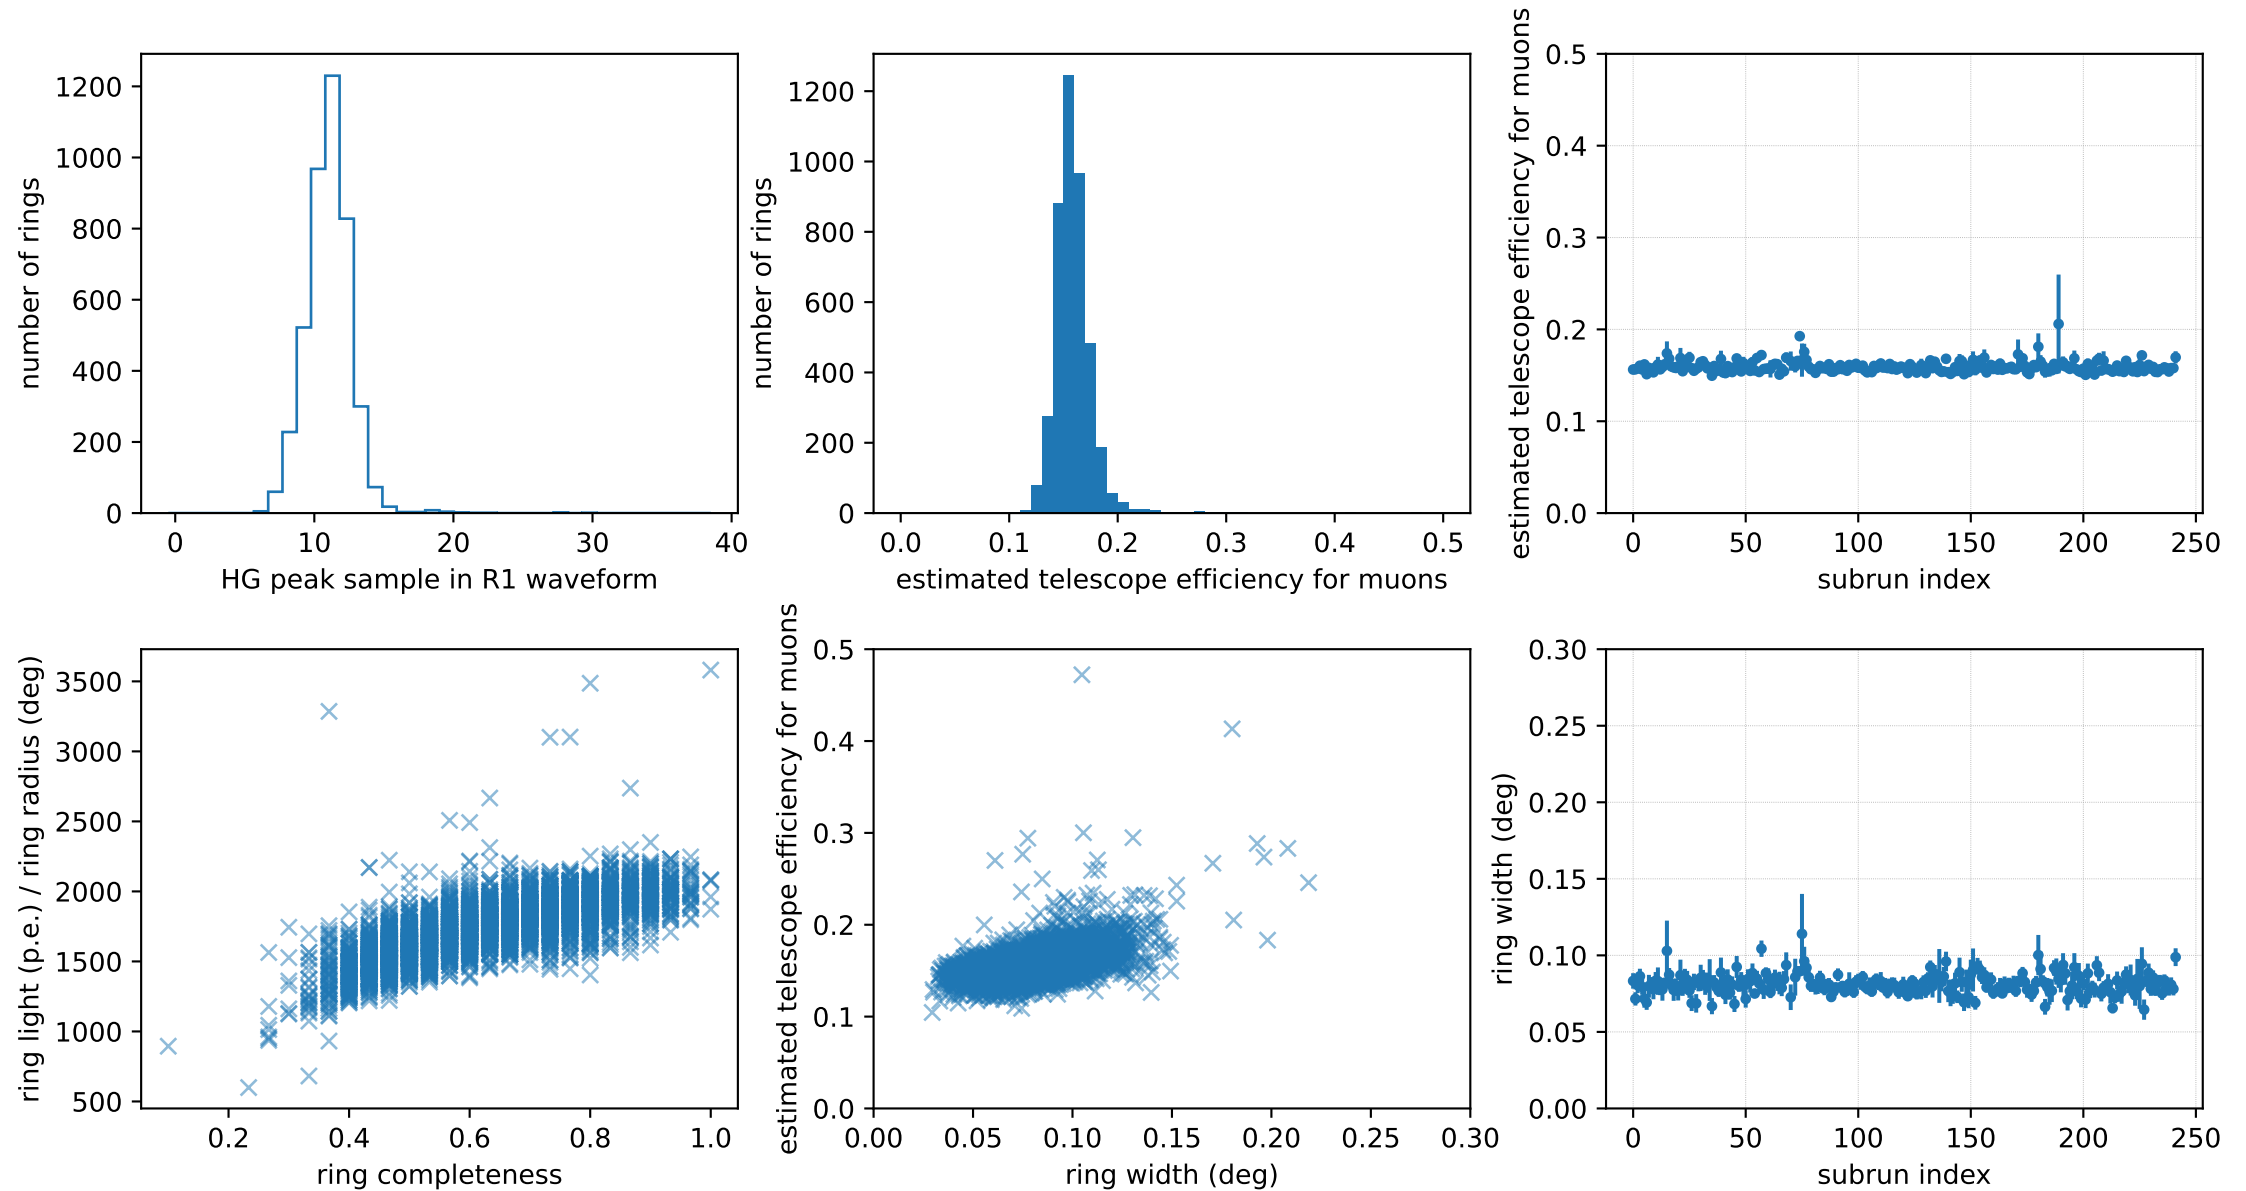 number of rings
1200
1000
800
600
400
200
0
0 10 20 30 40
HG peak sample in R1 waveform
number of rings
1200
1000
800
600
400
200
0
0.0 0.1 0.2 0.3 0.4 0.5
estimated telescope efficiency for muons
estimated telescope efficiency for muons
0.5
0.4
0.3
0.2
0.1
0.0
0 50 100 150 200 250
subrun index
ring light (p.e.) / ring radius (deg)
3500
3000
2500
2000
1500
1000
500
0.2 0.4 0.6 0.8 1.0
ring completeness
estimated telescope efficiency for muons
0.5
0.4
0.3
0.2
0.1
0.0
0.00 0.05 0.10 0.15 0.20 0.25 0.30
ring width (deg)
ring width (deg)
0.30
0.25
0.20
0.15
0.10
0.05
0.00
0 50 100 150 200 250
subrun index